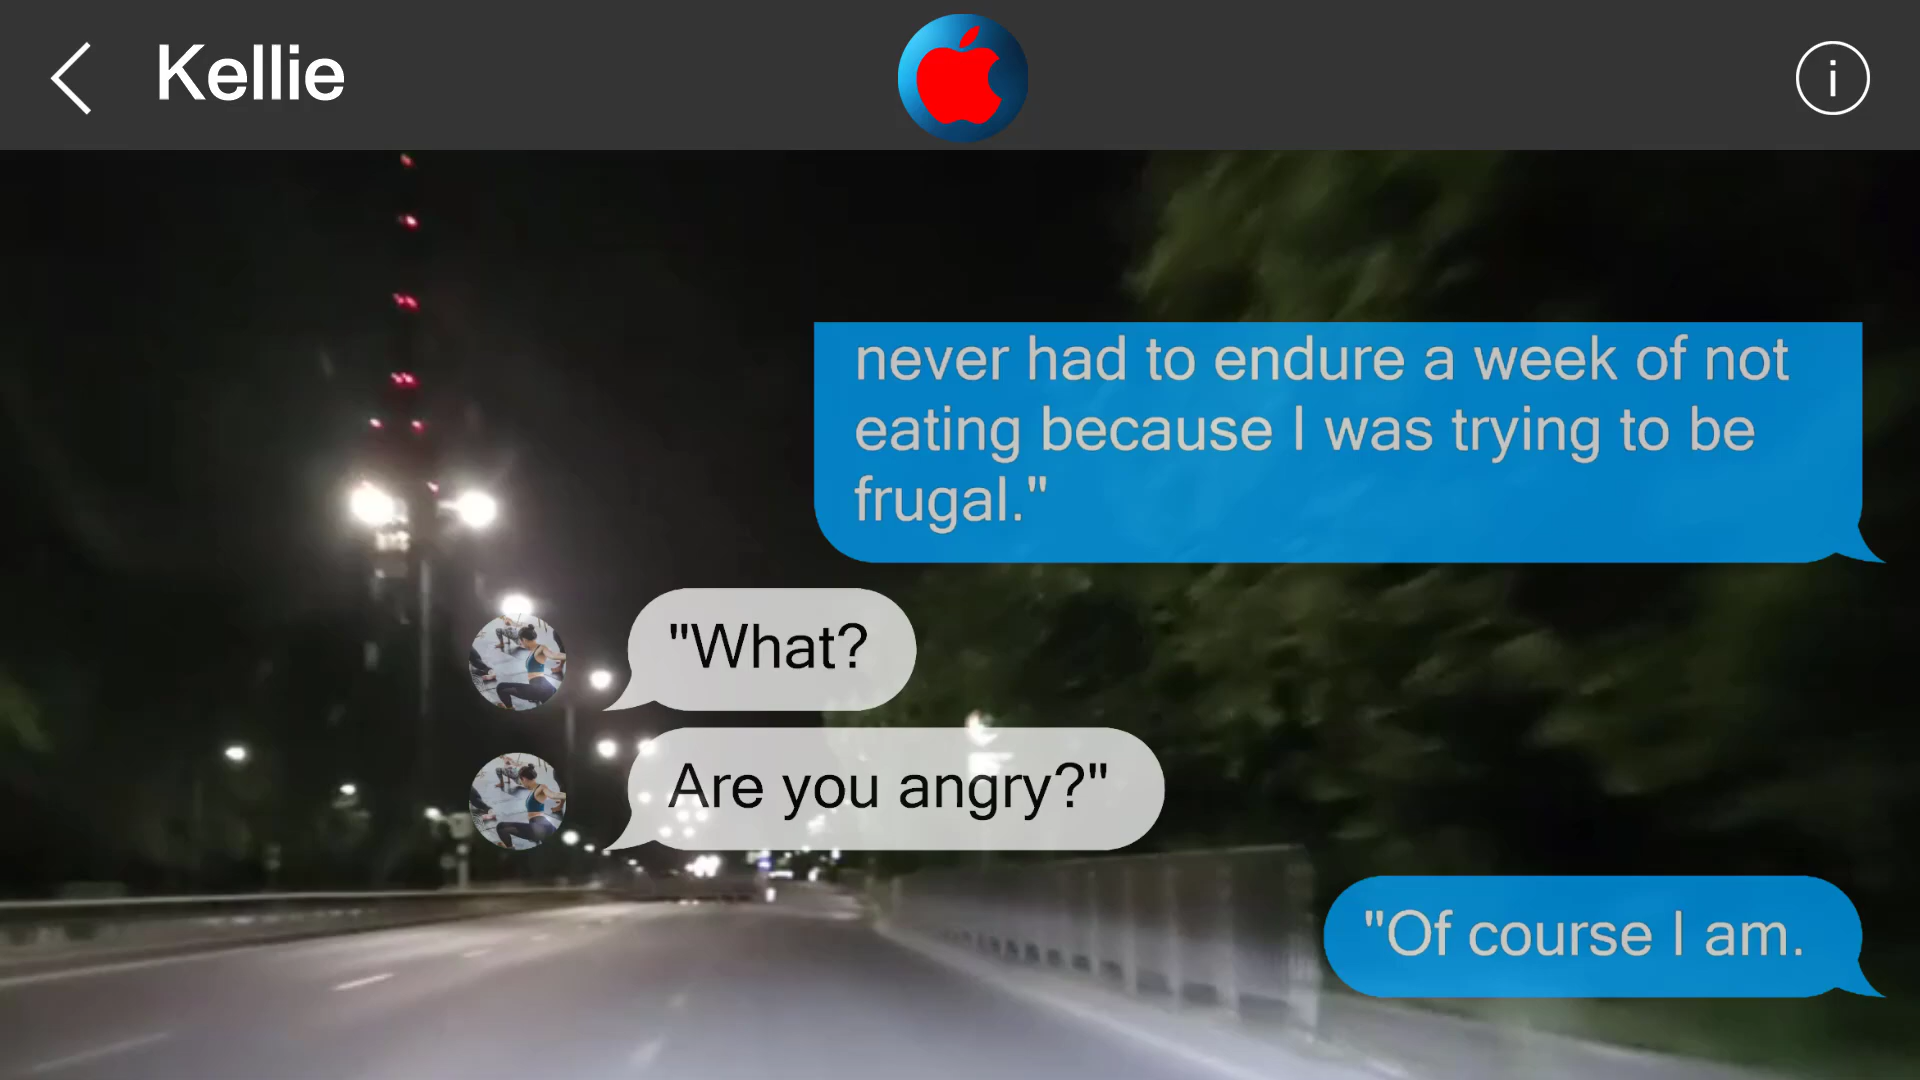 Kellie
i
never had to endure a week of not
eating because I was trying to be
frugal."
"What?
Are you angry?"
"Of course I am.